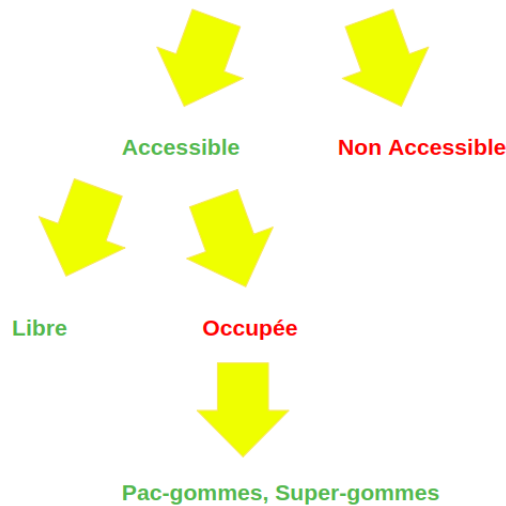 Accessible
Non Accessible
Libre
Occupée
Pac-gommes, Super-gommes